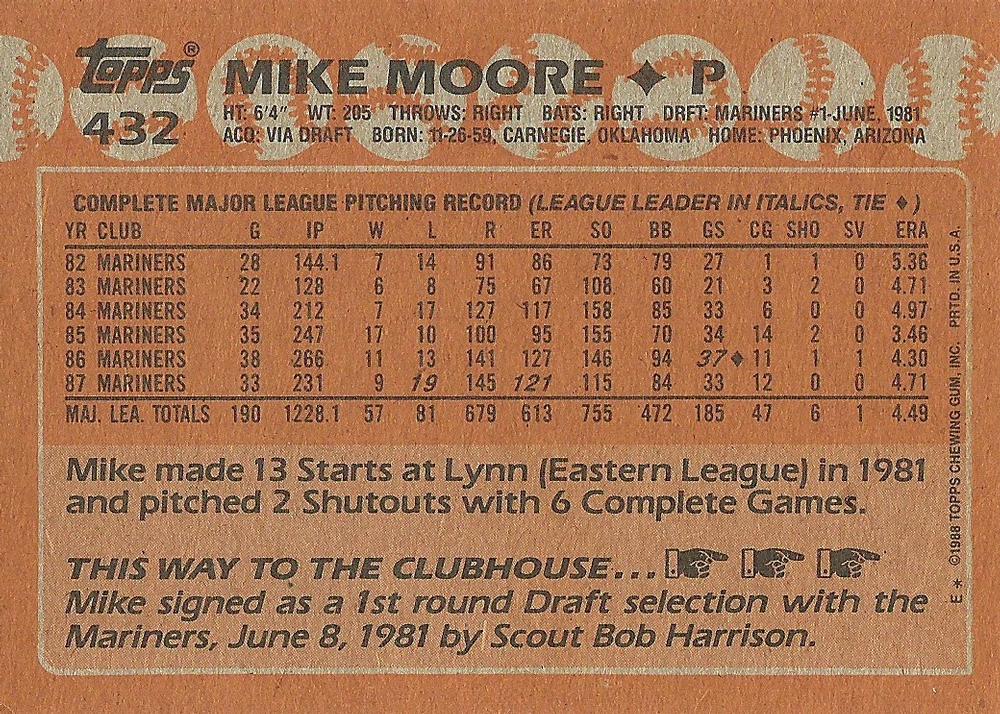 Topps®
432
MIKE MOORE ♦ P
HT: 6'4" WT: 205 THROWS: RIGHT BATS: RIGHT DRFT: MARINERS #1-JUNE, 1981
ACQ: VIA DRAFT BORN: 11-26-59, CARNEGIE, OKLAHOMA HOME: PHOENIX, ARIZONA
COMPLETE MAJOR LEAGUE PITCHING RECORD (LEAGUE LEADER IN ITALICS, TIE ♦)
YR CLUB G IP W L R ER SO BB GS CG SHO SV ERA
82 MARINERS 28 144.1 7 14 91 86 73 79 27 1 1 0 5.36
83 MARINERS 22 128 6 8 75 67 108 60 21 3 2 0 4.71
84 MARINERS 34 212 7 17 127 117 158 85 33 6 0 0 4.97
85 MARINERS 35 247 17 10 100 95 155 70 34 14 2 0 3.46
86 MARINERS 38 266 11 13 141 127 146 94 37♦ 11 1 1 4.30
87 MARINERS 33 231 9 19 145 121 115 84 33 12 0 0 4.71
MAJ. LEA. TOTALS 190 1228.1 57 81 679 613 755 472 185 47 6 1 4.49
Mike made 13 Starts at Lynn (Eastern League) in 1981
and pitched 2 Shutouts with 6 Complete Games.
THIS WAY TO THE CLUBHOUSE...
Mike signed as a 1st round Draft selection with the
Mariners, June 8, 1981 by Scout Bob Harrison.
E* ©1988 TOPPS CHEWING GUM, INC. PRTD. IN U.S.A.